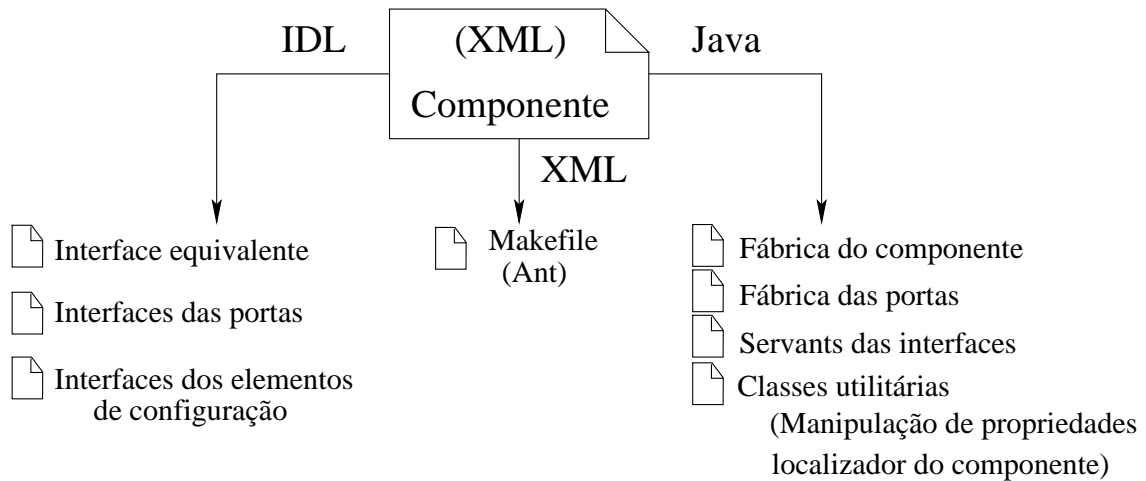 IDL
(XML)
Componente
Java
XML
Interface equivalente
Interfaces das portas
Interfaces dos elementos
de configuração
Makefile
(Ant)
Fábrica do componente
Fábrica das portas
Servants das interfaces
Classes utilitárias
(Manipulação de propriedades
localizador do componente)